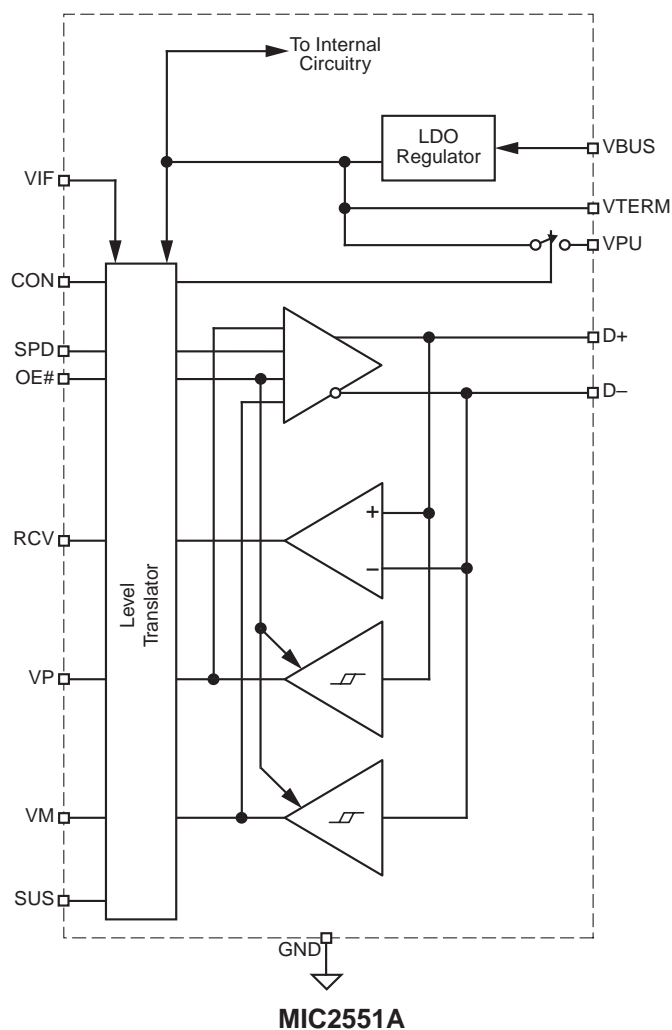 To Internal
Circuitry
LDO
Regulator
VBUS
VIF
VTERM
VPU
CON
SPD
D+
OE#
D–
+
RCV
–
Level
Translator
VP
VM
SUS
GND
MIC2551A